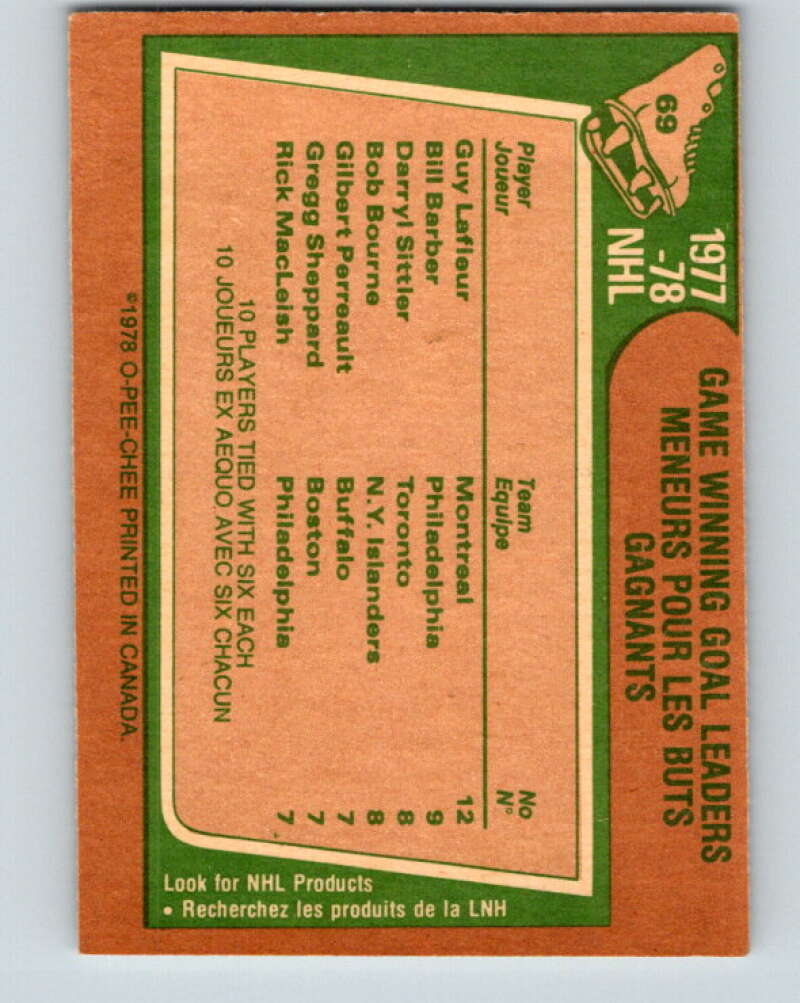 69
1977
-78
NHL
GAME WINNING GOAL LEADERS
MENEURS POUR LES BUTS
GAGNANTS
Player Team No
Joueur Equipe N°
Guy Lafleur Montreal 12
Bill Barber Philadelphia 9
Darryl Sittler Toronto 8
Bob Bourne N.Y. Islanders 8
Gilbert Perreault Buffalo 7
Gregg Sheppard Boston 7
Rick MacLeish Philadelphia 7
10 PLAYERS TIED WITH SIX EACH
10 JOUEURS EX AEQUO AVEC SIX CHACUN
©1978 O-PEE-CHEE PRINTED IN CANADA.
Look for NHL Products
• Recherchez les produits de la LNH